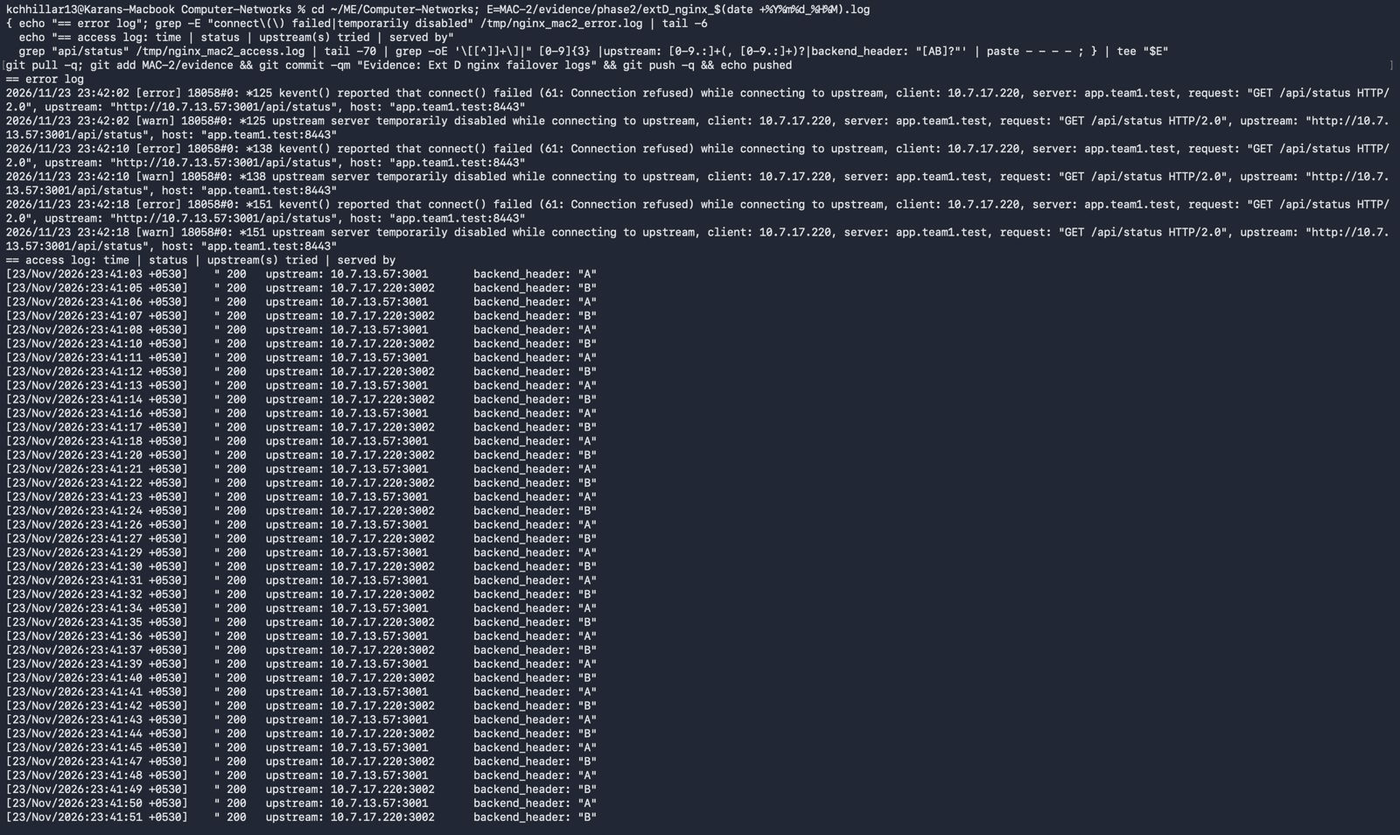 kchhillar13@Karans-Macbook Computer-Networks % cd ~/ME/Computer-Networks; E=MAC-2/evidence/phase2/extD_nginx_$(date +%Y%m%d_%H%M).log
{ echo "== error log"; grep -E "connect\(\) failed|temporarily disabled" /tmp/nginx_mac2_error.log | tail -6
  echo "== access log: time | status | upstream(s) tried | served by"
  grep "api/status" /tmp/nginx_mac2_access.log | tail -70 | grep -oE '\[[^]]+\]|" [0-9]{3} |upstream: [0-9.:]+(, [0-9.:]+)?|backend_header: "[AB]?"' | paste - - - - ; } | tee "$E"
git pull -q; git add MAC-2/evidence && git commit -qm "Evidence: Ext D nginx failover logs" && git push -q && echo pushed
== error log
2026/11/23 23:42:02 [error] 18058#0: *125 kevent() reported that connect() failed (61: Connection refused) while connecting to upstream, client: 10.7.17.220, server: app.team1.test, request: "GET /api/status HTTP/
2.0", upstream: "http://10.7.13.57:3001/api/status", host: "app.team1.test:8443"
2026/11/23 23:42:02 [warn] 18058#0: *125 upstream server temporarily disabled while connecting to upstream, client: 10.7.17.220, server: app.team1.test, request: "GET /api/status HTTP/2.0", upstream: "http://10.7.
13.57:3001/api/status", host: "app.team1.test:8443"
2026/11/23 23:42:10 [error] 18058#0: *138 kevent() reported that connect() failed (61: Connection refused) while connecting to upstream, client: 10.7.17.220, server: app.team1.test, request: "GET /api/status HTTP/
2.0", upstream: "http://10.7.13.57:3001/api/status", host: "app.team1.test:8443"
2026/11/23 23:42:10 [warn] 18058#0: *138 upstream server temporarily disabled while connecting to upstream, client: 10.7.17.220, server: app.team1.test, request: "GET /api/status HTTP/2.0", upstream: "http://10.7.
13.57:3001/api/status", host: "app.team1.test:8443"
2026/11/23 23:42:18 [error] 18058#0: *151 kevent() reported that connect() failed (61: Connection refused) while connecting to upstream, client: 10.7.17.220, server: app.team1.test, request: "GET /api/status HTTP/
2.0", upstream: "http://10.7.13.57:3001/api/status", host: "app.team1.test:8443"
2026/11/23 23:42:18 [warn] 18058#0: *151 upstream server temporarily disabled while connecting to upstream, client: 10.7.17.220, server: app.team1.test, request: "GET /api/status HTTP/2.0", upstream: "http://10.7.
13.57:3001/api/status", host: "app.team1.test:8443"
== access log: time | status | upstream(s) tried | served by
[23/Nov/2026:23:41:03 +0530]	" 200	upstream: 10.7.13.57:3001	backend_header: "A"
[23/Nov/2026:23:41:05 +0530]	" 200	upstream: 10.7.17.220:3002	backend_header: "B"
[23/Nov/2026:23:41:06 +0530]	" 200	upstream: 10.7.13.57:3001	backend_header: "A"
[23/Nov/2026:23:41:07 +0530]	" 200	upstream: 10.7.17.220:3002	backend_header: "B"
[23/Nov/2026:23:41:08 +0530]	" 200	upstream: 10.7.13.57:3001	backend_header: "A"
[23/Nov/2026:23:41:10 +0530]	" 200	upstream: 10.7.17.220:3002	backend_header: "B"
[23/Nov/2026:23:41:11 +0530]	" 200	upstream: 10.7.13.57:3001	backend_header: "A"
[23/Nov/2026:23:41:12 +0530]	" 200	upstream: 10.7.17.220:3002	backend_header: "B"
[23/Nov/2026:23:41:13 +0530]	" 200	upstream: 10.7.13.57:3001	backend_header: "A"
[23/Nov/2026:23:41:14 +0530]	" 200	upstream: 10.7.17.220:3002	backend_header: "B"
[23/Nov/2026:23:41:16 +0530]	" 200	upstream: 10.7.13.57:3001	backend_header: "A"
[23/Nov/2026:23:41:17 +0530]	" 200	upstream: 10.7.17.220:3002	backend_header: "B"
[23/Nov/2026:23:41:18 +0530]	" 200	upstream: 10.7.13.57:3001	backend_header: "A"
[23/Nov/2026:23:41:20 +0530]	" 200	upstream: 10.7.17.220:3002	backend_header: "B"
[23/Nov/2026:23:41:21 +0530]	" 200	upstream: 10.7.13.57:3001	backend_header: "A"
[23/Nov/2026:23:41:22 +0530]	" 200	upstream: 10.7.17.220:3002	backend_header: "B"
[23/Nov/2026:23:41:23 +0530]	" 200	upstream: 10.7.13.57:3001	backend_header: "A"
[23/Nov/2026:23:41:24 +0530]	" 200	upstream: 10.7.17.220:3002	backend_header: "B"
[23/Nov/2026:23:41:26 +0530]	" 200	upstream: 10.7.13.57:3001	backend_header: "A"
[23/Nov/2026:23:41:27 +0530]	" 200	upstream: 10.7.17.220:3002	backend_header: "B"
[23/Nov/2026:23:41:29 +0530]	" 200	upstream: 10.7.13.57:3001	backend_header: "A"
[23/Nov/2026:23:41:30 +0530]	" 200	upstream: 10.7.17.220:3002	backend_header: "B"
[23/Nov/2026:23:41:31 +0530]	" 200	upstream: 10.7.13.57:3001	backend_header: "A"
[23/Nov/2026:23:41:32 +0530]	" 200	upstream: 10.7.17.220:3002	backend_header: "B"
[23/Nov/2026:23:41:34 +0530]	" 200	upstream: 10.7.13.57:3001	backend_header: "A"
[23/Nov/2026:23:41:35 +0530]	" 200	upstream: 10.7.17.220:3002	backend_header: "B"
[23/Nov/2026:23:41:36 +0530]	" 200	upstream: 10.7.13.57:3001	backend_header: "A"
[23/Nov/2026:23:41:37 +0530]	" 200	upstream: 10.7.17.220:3002	backend_header: "B"
[23/Nov/2026:23:41:39 +0530]	" 200	upstream: 10.7.13.57:3001	backend_header: "A"
[23/Nov/2026:23:41:40 +0530]	" 200	upstream: 10.7.17.220:3002	backend_header: "B"
[23/Nov/2026:23:41:41 +0530]	" 200	upstream: 10.7.13.57:3001	backend_header: "A"
[23/Nov/2026:23:41:42 +0530]	" 200	upstream: 10.7.17.220:3002	backend_header: "B"
[23/Nov/2026:23:41:43 +0530]	" 200	upstream: 10.7.13.57:3001	backend_header: "A"
[23/Nov/2026:23:41:44 +0530]	" 200	upstream: 10.7.17.220:3002	backend_header: "B"
[23/Nov/2026:23:41:45 +0530]	" 200	upstream: 10.7.13.57:3001	backend_header: "A"
[23/Nov/2026:23:41:47 +0530]	" 200	upstream: 10.7.17.220:3002	backend_header: "B"
[23/Nov/2026:23:41:48 +0530]	" 200	upstream: 10.7.13.57:3001	backend_header: "A"
[23/Nov/2026:23:41:49 +0530]	" 200	upstream: 10.7.17.220:3002	backend_header: "B"
[23/Nov/2026:23:41:50 +0530]	" 200	upstream: 10.7.13.57:3001	backend_header: "A"
[23/Nov/2026:23:41:51 +0530]	" 200	upstream: 10.7.17.220:3002	backend_header: "B"